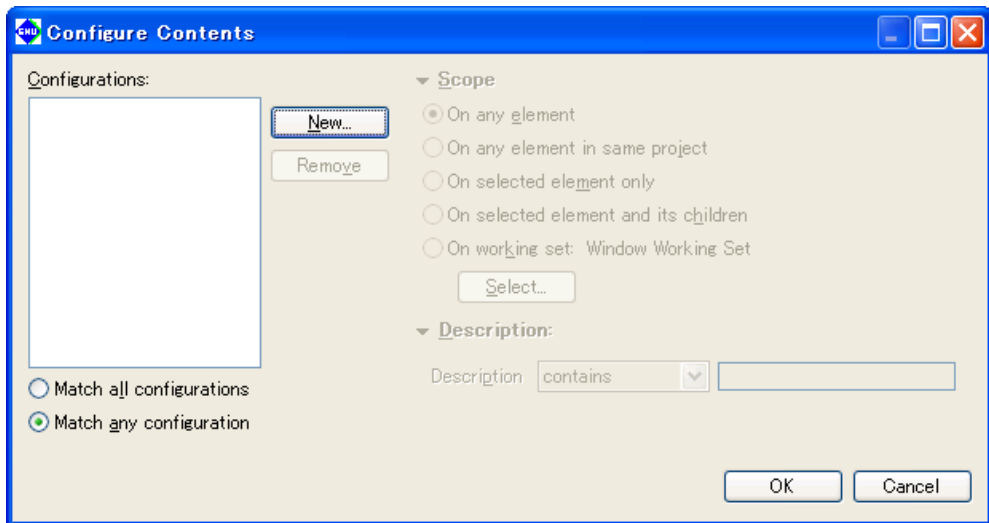 GNU Configure Contents
Configurations:
New...
Remove
Match all configurations
Match any configuration
Scope
On any element
On any element in same project
On selected element only
On selected element and its children
On working set: Window Working Set
Select...
Description:
Description contains
OK Cancel